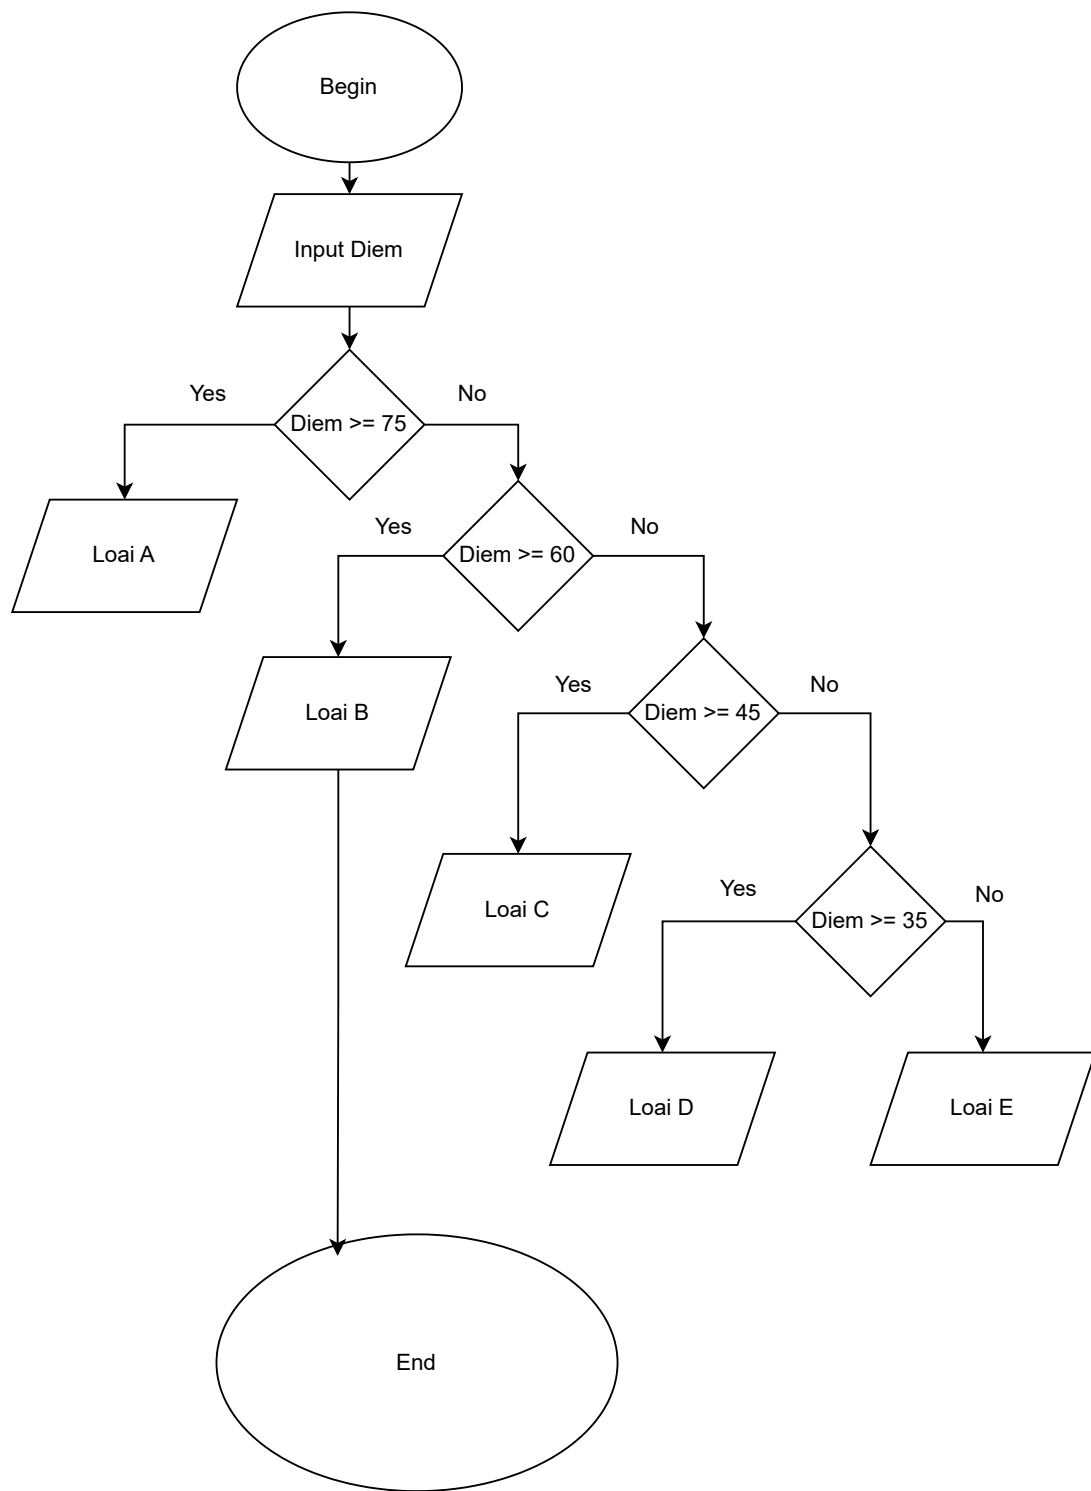 Begin
Input Diem
Yes
No
Diem >= 75
Yes
No
Loai A
Diem >= 60
Yes
No
Loai B
Diem >= 45
Yes
No
Loai C
Diem >= 35
Loai D
Loai E
End